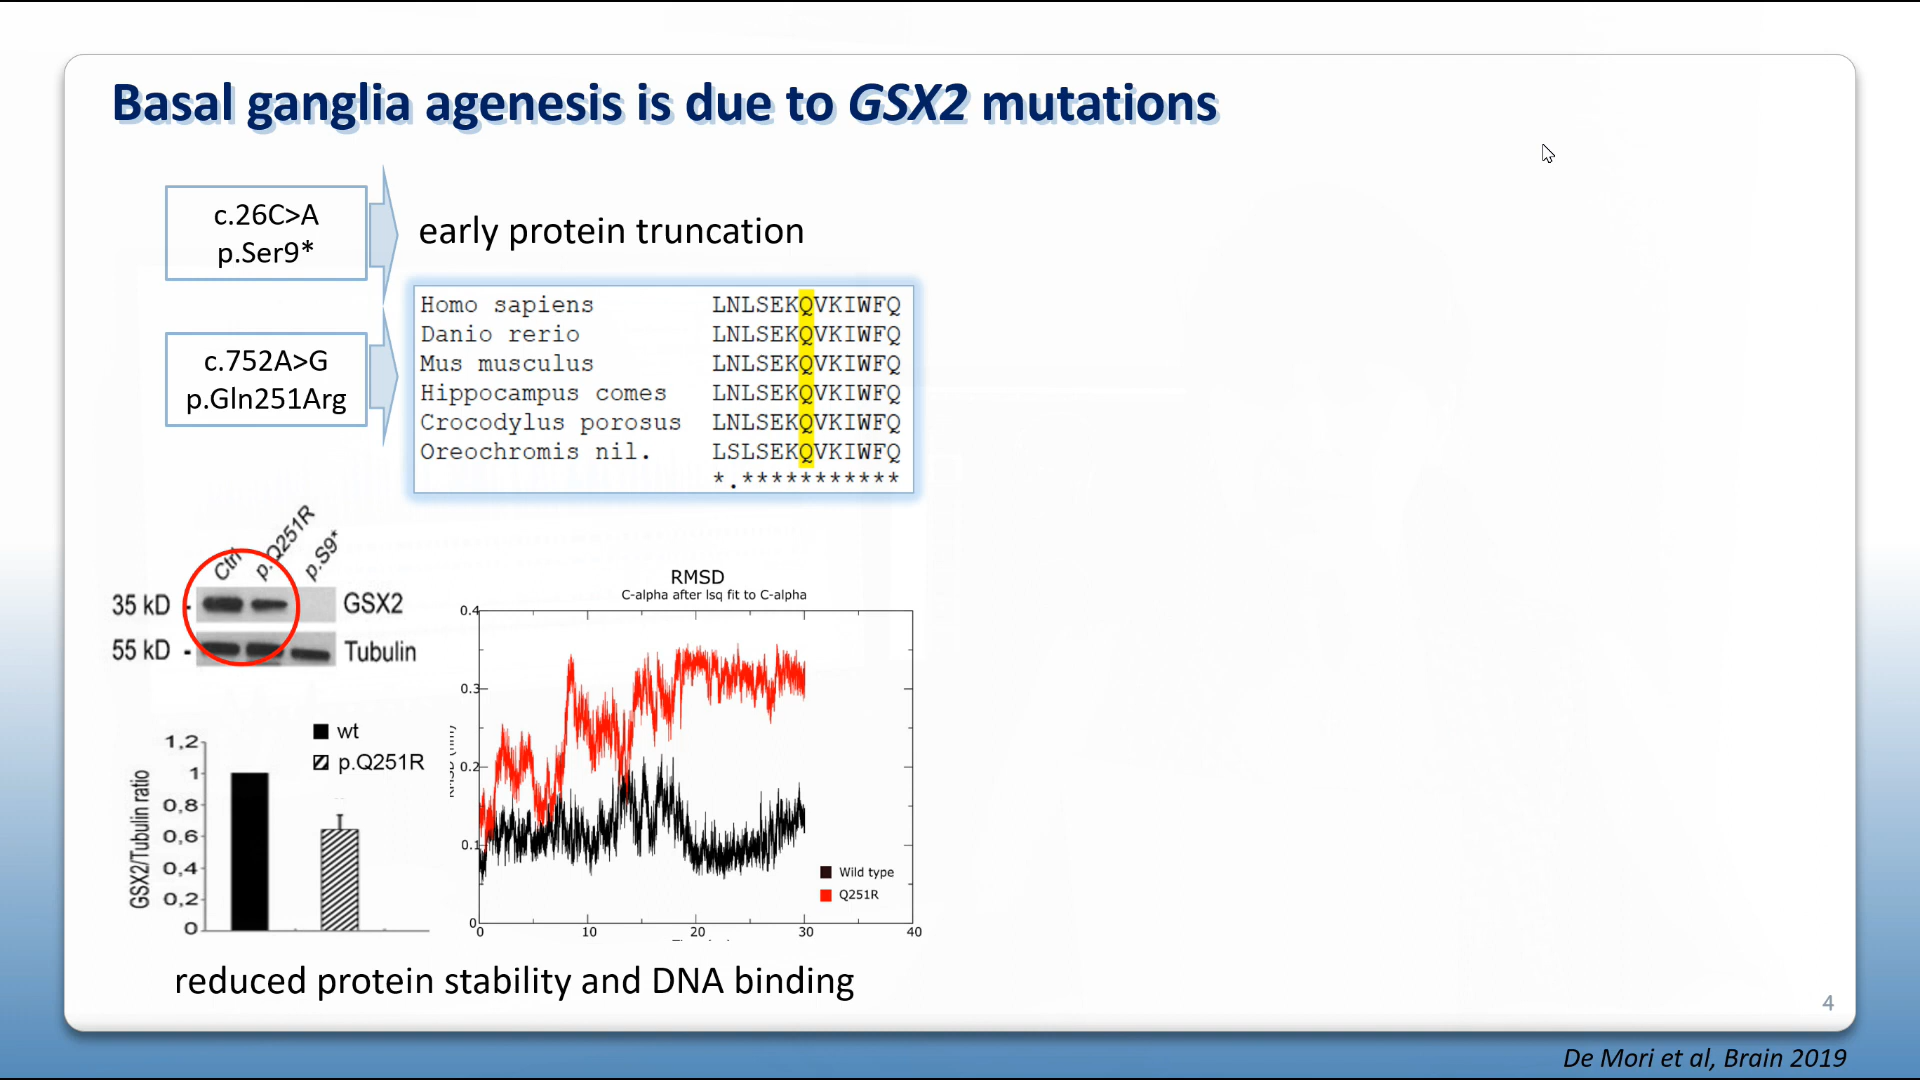 Basal ganglia agenesis is due to GSX2 mutations
c.26C>A
p.Ser9*
early protein truncation
c.752A>G
p.Gln251Arg
Homo sapiens LNLSEKQVKIWFQ
Danio rerio LNLSEKQVKIWFQ
Mus musculus LNLSEKQVKIWFQ
Hippocampus comes LNLSEKQVKIWFQ
Crocodylus porosus LNLSEKQVKIWFQ
Oreochromis nil. LSLSEKQVKIWFQ
*.***********
Ctrl p.Q251R p.S9*
35 kD - GSX2
55 kD - Tubulin
wt
p.Q251R
GSX2/Tubulin ratio
1,2
1
0,8
0,6
0,4
0,2
0
RMSD
C-alpha after lsq fit to C-alpha
0.4
0.3
0.2
0.1
0
0 10 20 30 40
Wild type
Q251R
reduced protein stability and DNA binding
4
De Mori et al, Brain 2019